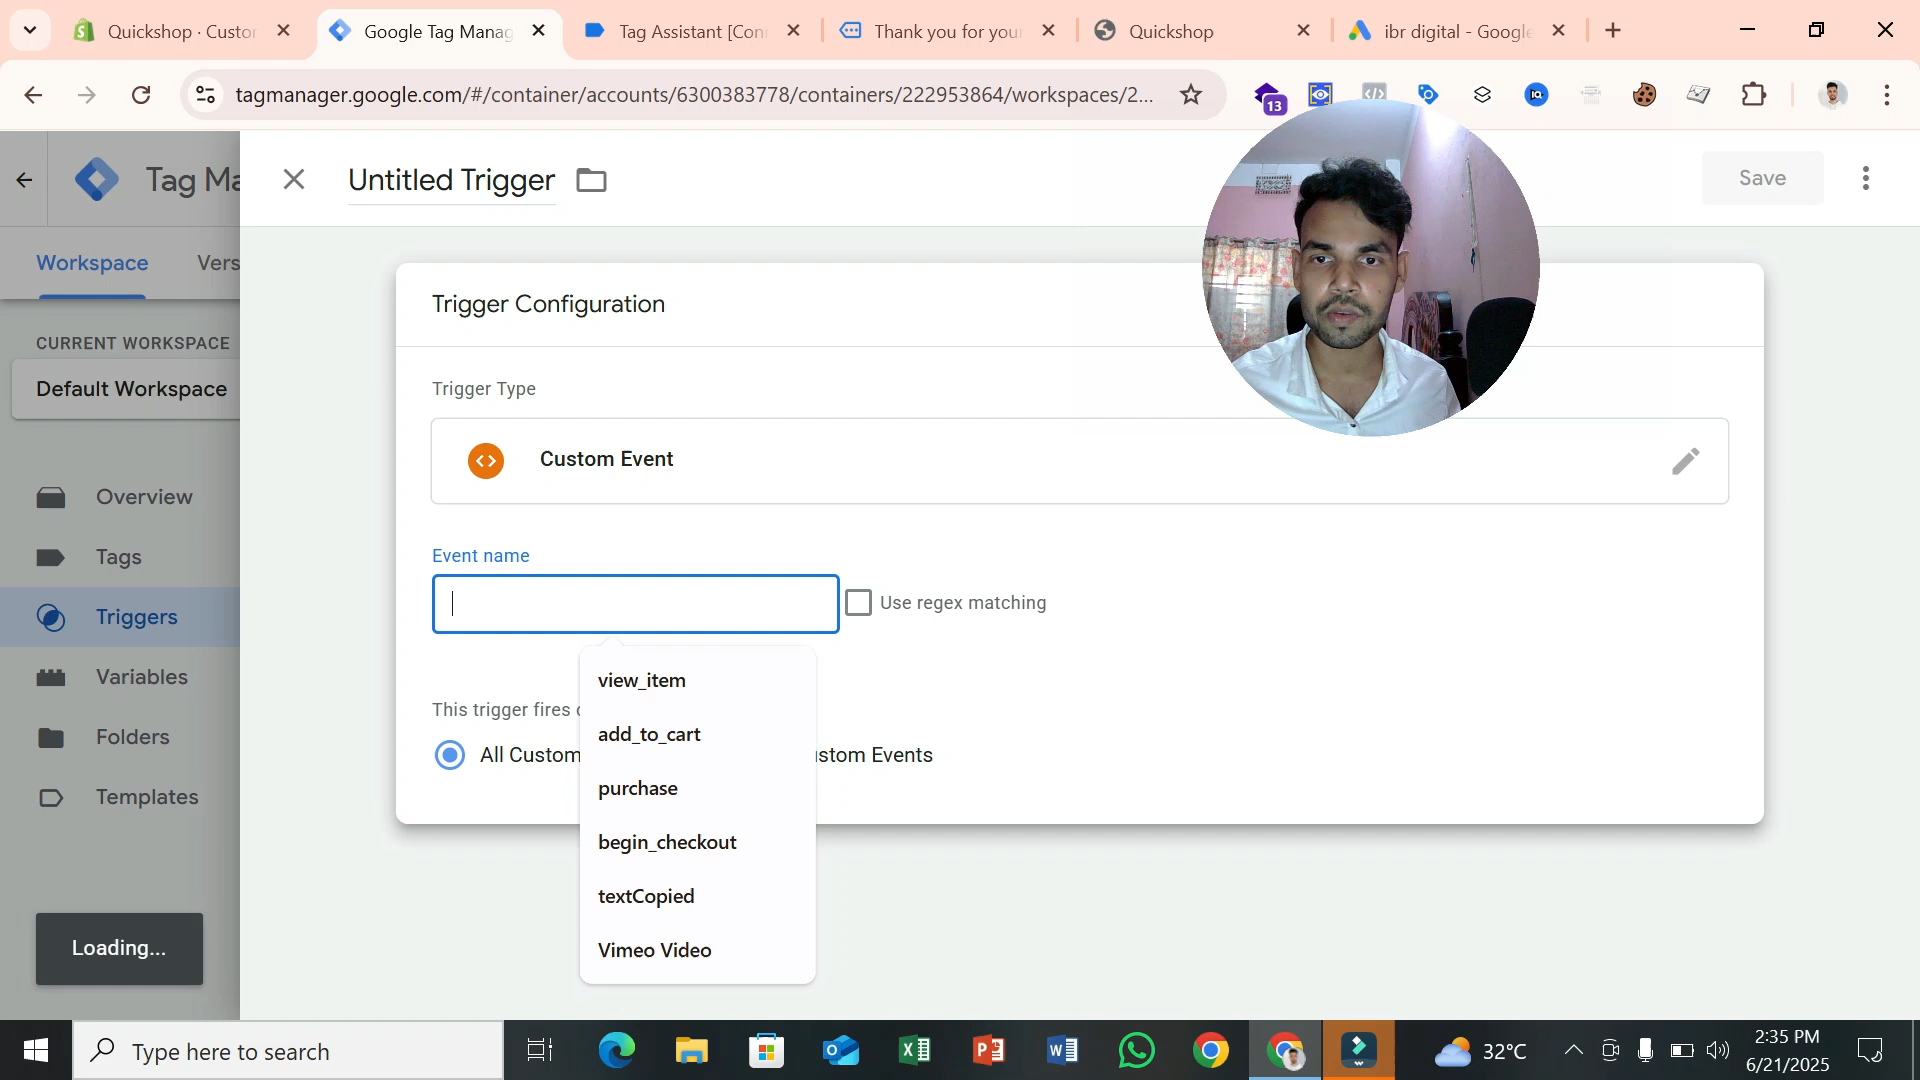 Quickshop · Custor
Google Tag Manag
Tag Assistant [Con
Thank you for your
Quickshop
ibr digital - Google
tagmanager.google.com/#/container/accounts/6300383778/containers/222953864/workspaces/2...
13
Tag Ma
Untitled Trigger
Save
Workspace
Vers
Trigger Configuration
CURRENT WORKSPACE
Default Workspace
Trigger Type
Custom Event
Overview
Tags
Triggers
Variables
Folders
Templates
Event name
Use regex matching
view_item
add_to_cart
purchase
begin_checkout
textCopied
Vimeo Video
This trigger fires o
All Custom
ustom Events
Loading...
Type here to search
32°C
2:35 PM
6/21/2025